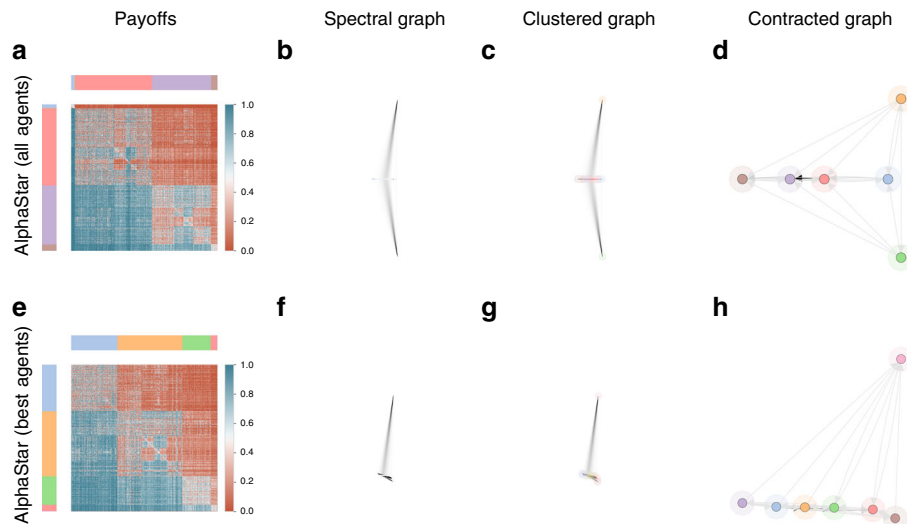 Payoffs Spectral graph Clustered graph Contracted graph
a b c d
AlphaStar (all agents)
1.0
0.8
0.6
0.4
0.2
0.0
e f g h
AlphaStar (best agents)
1.0
0.8
0.6
0.4
0.2
0.0